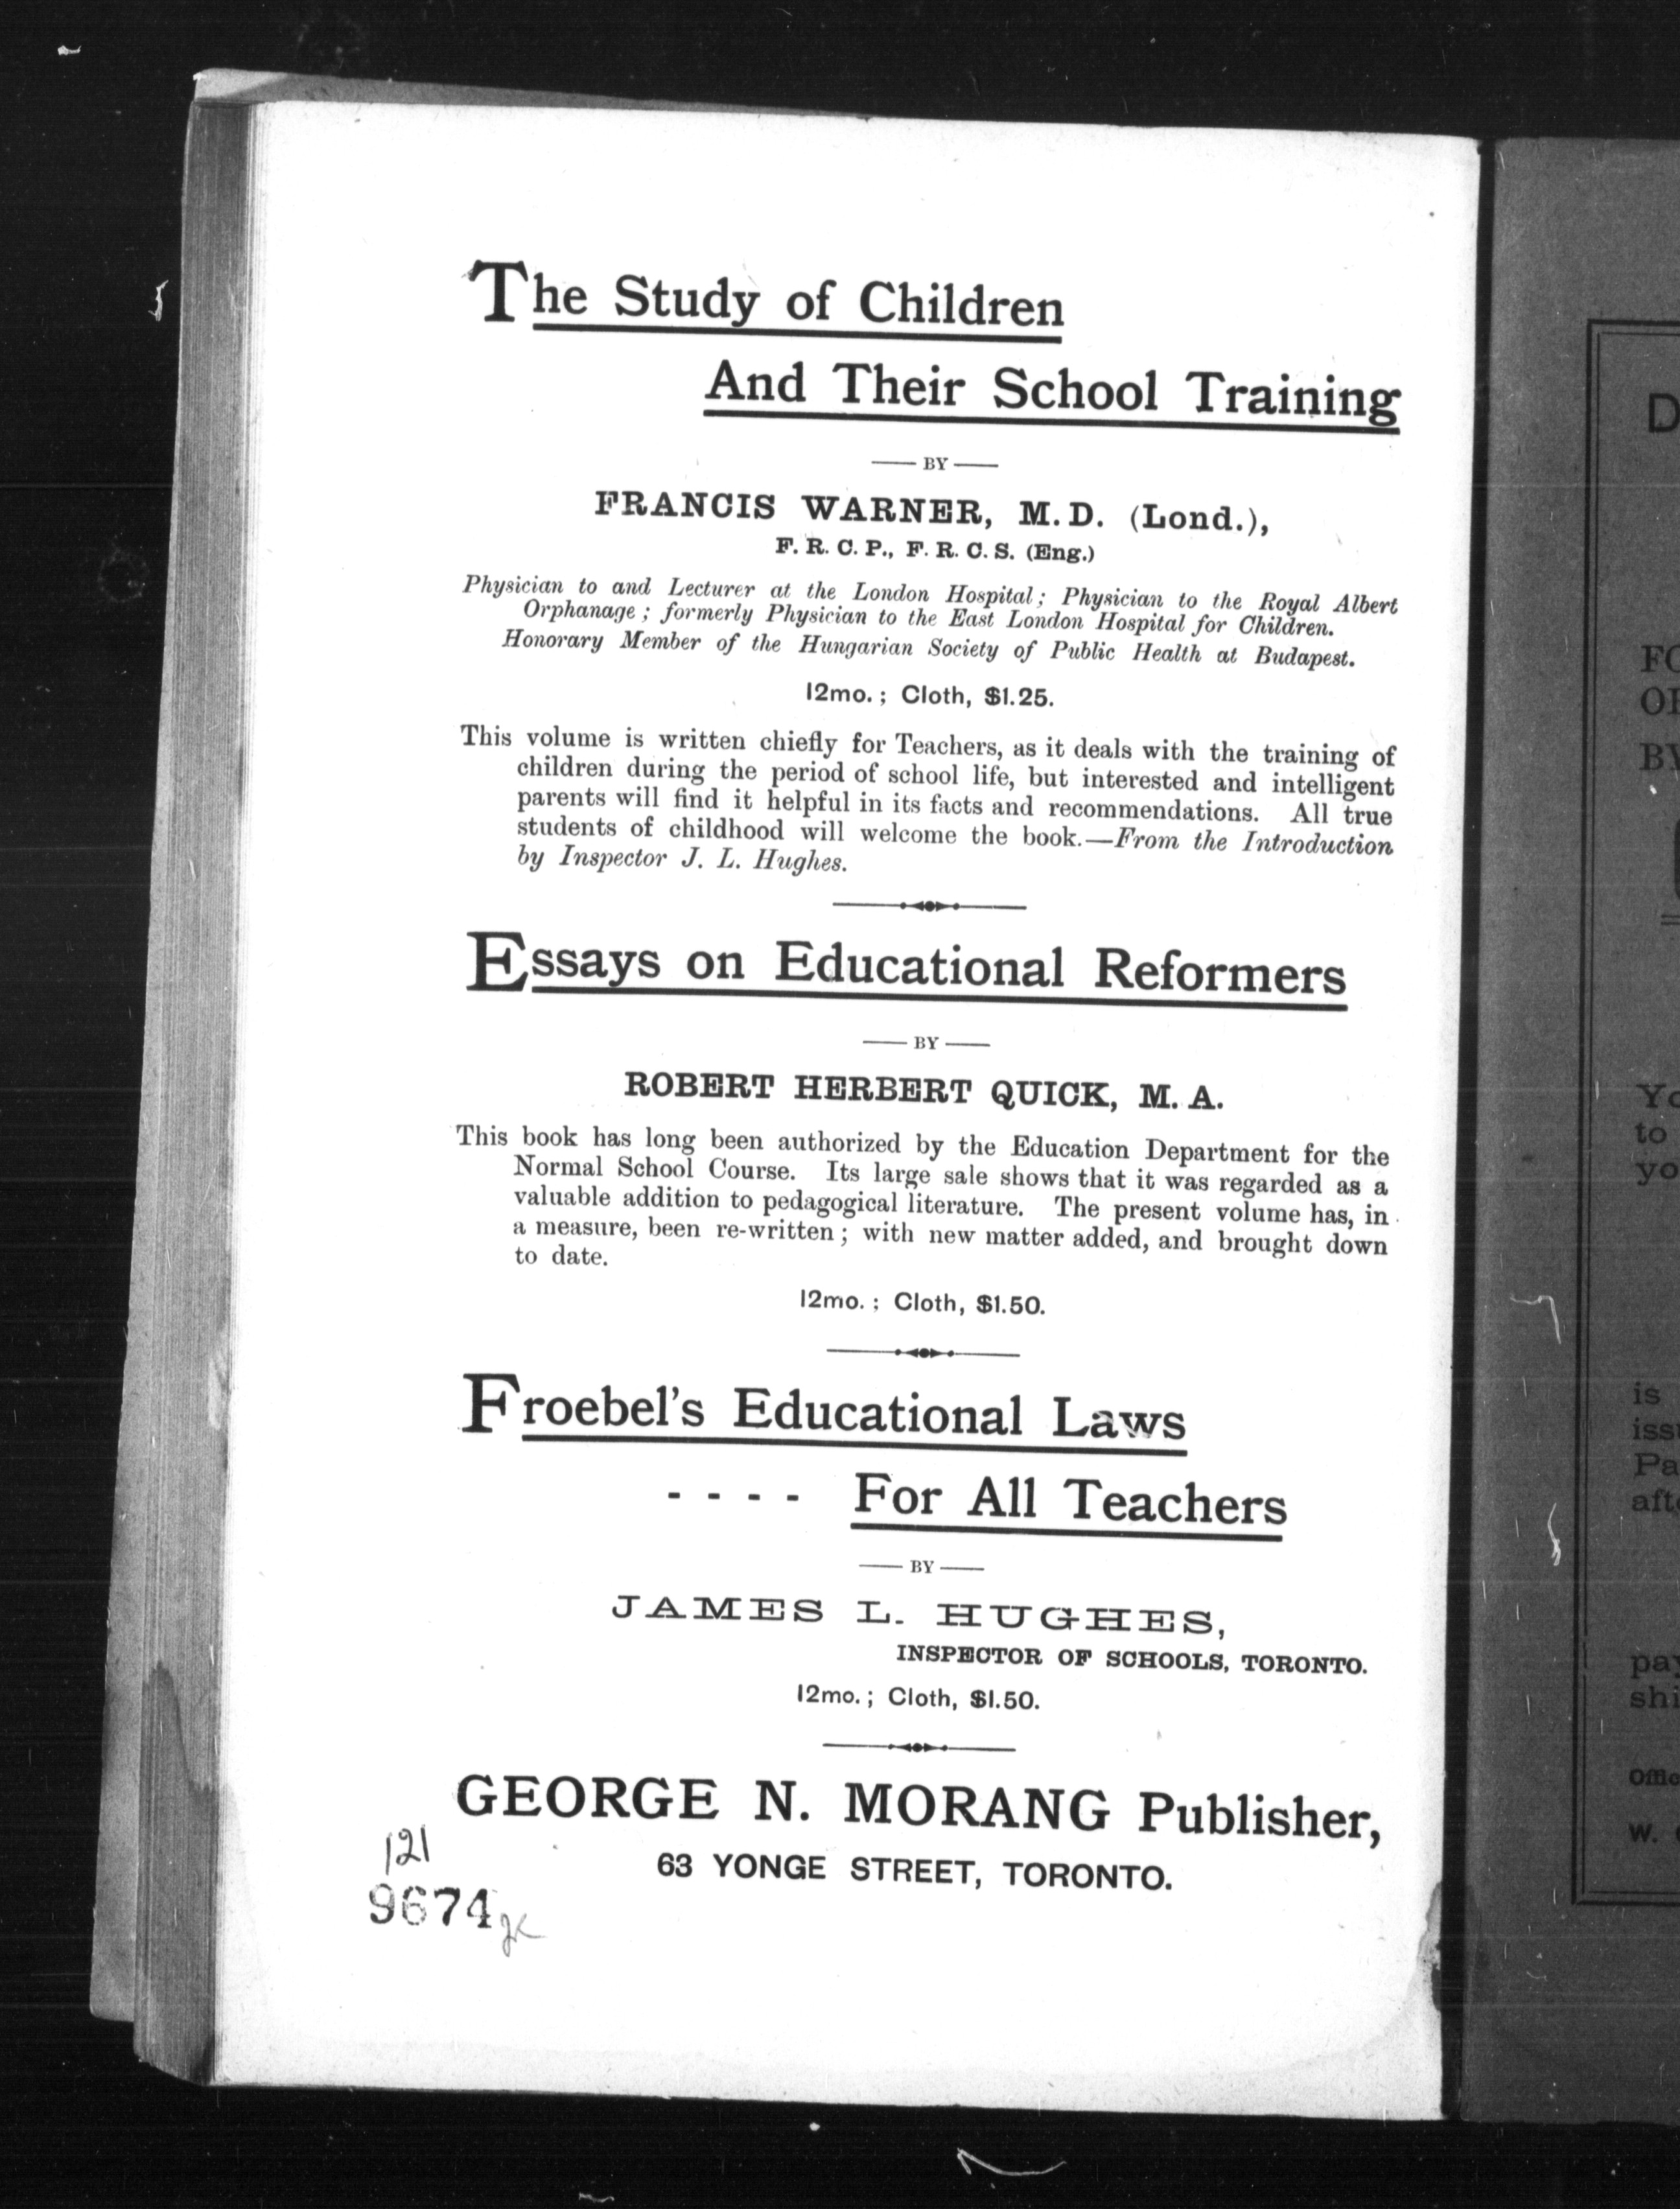 The Study of Children
And Their School Training
BY
FRANCIS WARNER, M. D. (Lond.),
F. R. C. P., F. R. C. S. (Eng.)
Physician to and Lecturer at the London Hospital; Physician to the Royal Albert
Orphanage; formerly Physician to the East London Hospital for Children.
Honorary Member of the Hungarian Society of Public Health at Budapest.
12mo.; Cloth, $1.25.
This volume is written chiefly for Teachers, as it deals with the training of
children during the period of school life, but interested and intelligent
parents will find it helpful in its facts and recommendations. All true
students of childhood will welcome the book.—From the Introduction
by Inspector J. L. Hughes.
Essays on Educational Reformers
BY
ROBERT HERBERT QUICK, M. A.
This book has long been authorized by the Education Department for the
Normal School Course. Its large sale shows that it was regarded as a
valuable addition to pedagogical literature. The present volume has, in
a measure, been re-written; with new matter added, and brought down
to date.
12mo.; Cloth, $1.50.
Froebel's Educational Laws
- - - - For All Teachers
BY
JAMES L. HUGHES,
INSPECTOR OF SCHOOLS, TORONTO.
12mo.; Cloth, $1.50.
GEORGE N. MORANG Publisher,
63 YONGE STREET, TORONTO.
121
9674
D
FO
BY
to
yo
is
W.